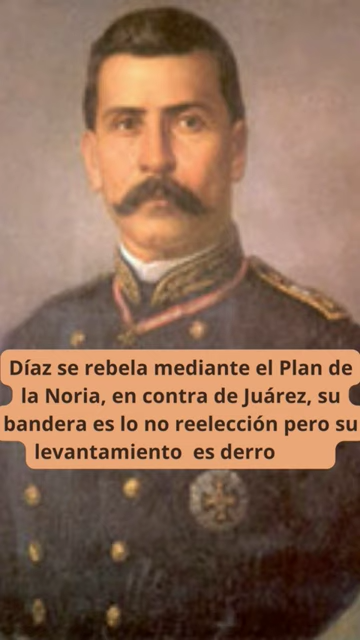 Díaz se rebela mediante el Plan de
la Noria, en contra de Juárez, su
bandera es lo no reelección pero su
levantamiento es derro